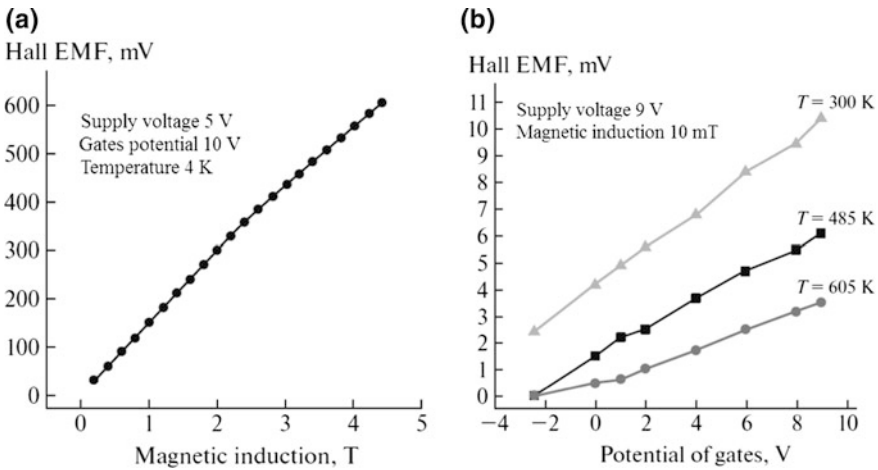 (a)
Hall EMF, mV
600
500
400
300
200
100
0
Supply voltage 5 V
Gates potential 10 V
Temperature 4 K
0 1 2 3 4 5
Magnetic induction, T
(b)
Hall EMF, mV
11
10
9
8
7
6
5
4
3
2
1
0
Supply voltage 9 V
Magnetic induction 10 mT
T = 300 K
T = 485 K
T = 605 K
−4 −2 0 2 4 6 8 10
Potential of gates, V